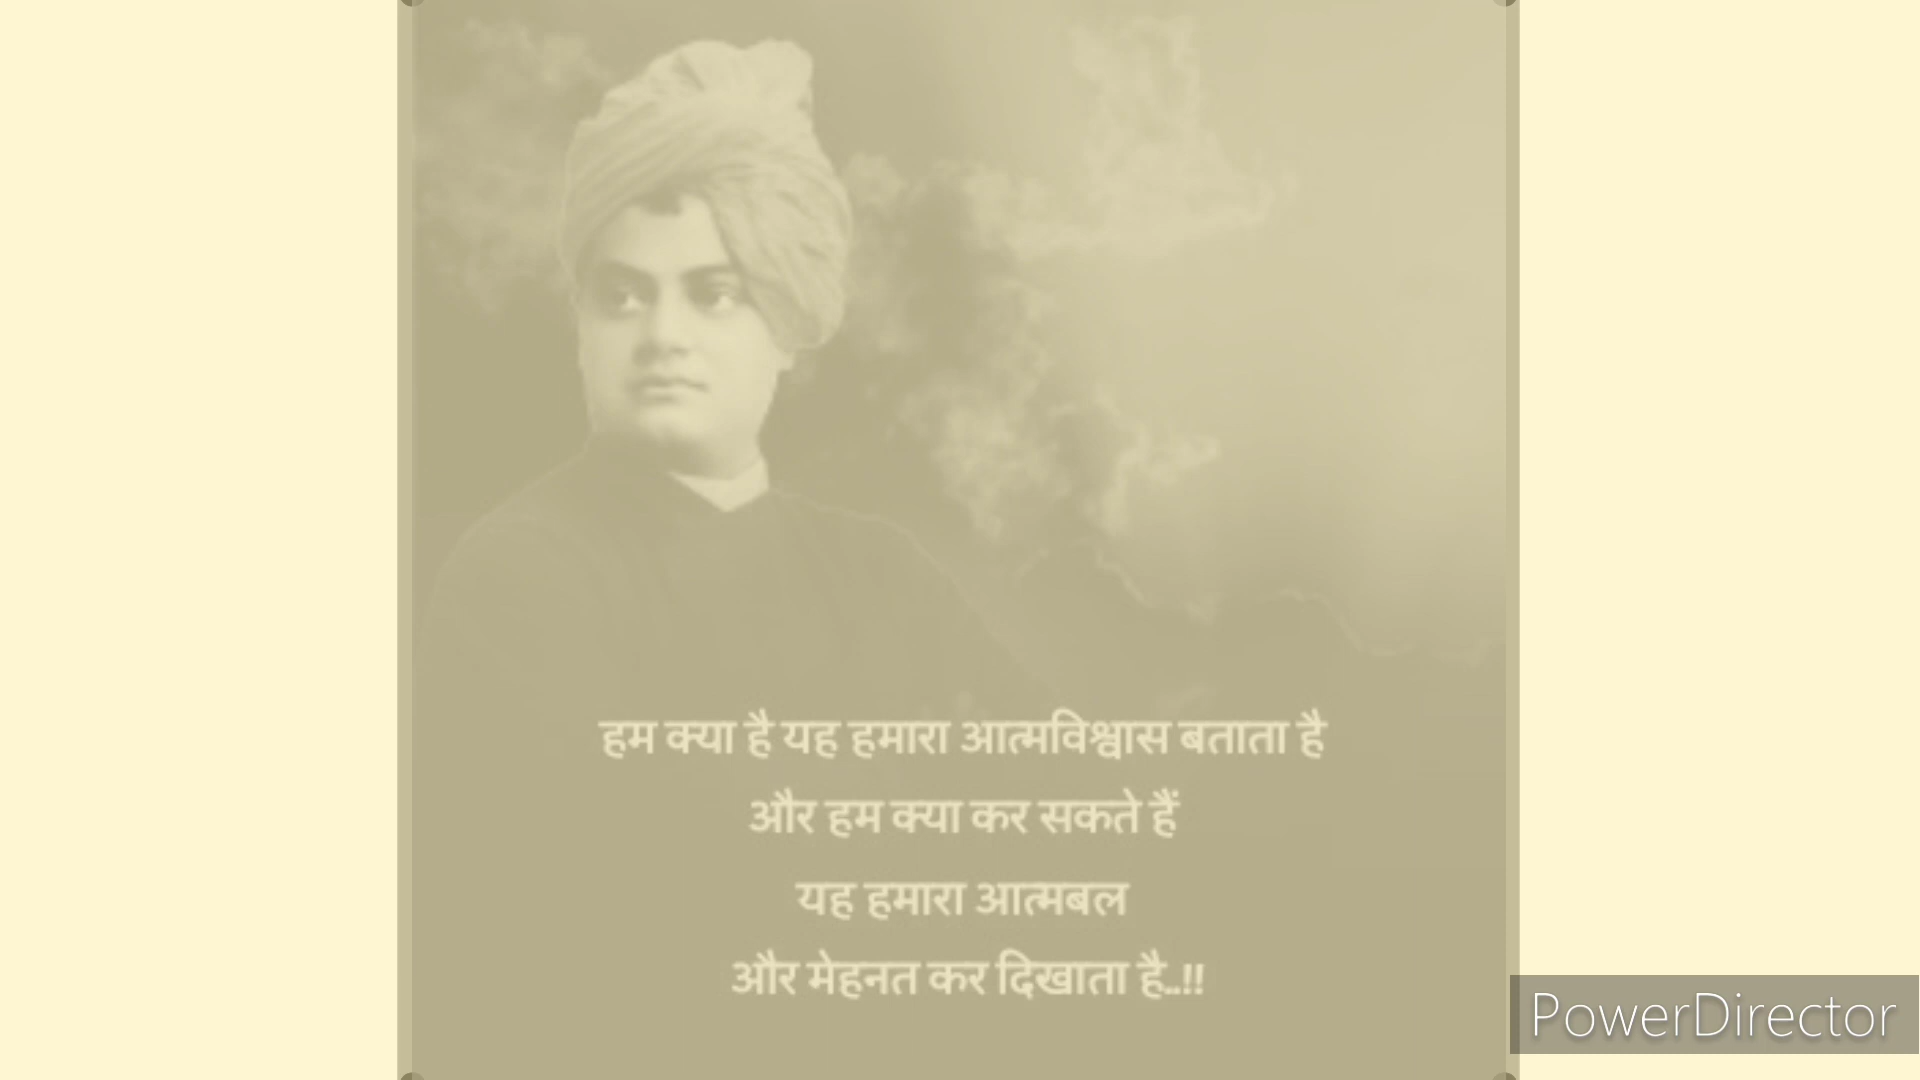 हम क्या है यह हमारा आत्मविश्वास बताता है
और हम क्या कर सकते हैं
यह हमारा आत्मबल
और मेहनत कर दिखाता है..!!
PowerDirector